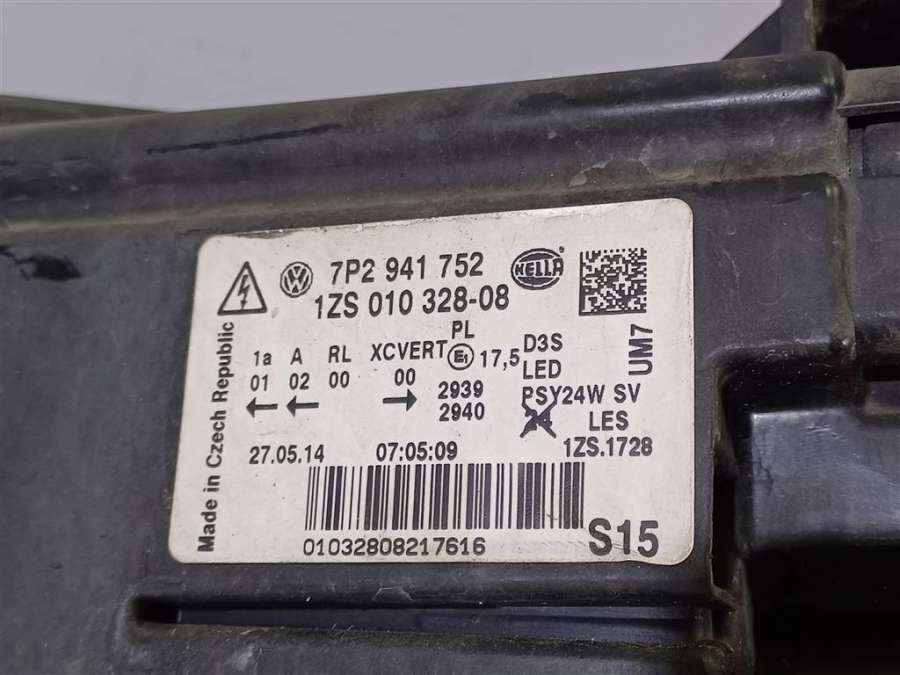 7P2 941 752
HELLA
1ZS 010 328-08
PL
1a A RL XCVERT E1 17,5 D3S
01 02 00 00 LED
2939 PSY24W SV
2940 24 LES
27.05.14 07:05:09 1ZS.1728
01032808217616 S15
UM7
Made in Czech Republic